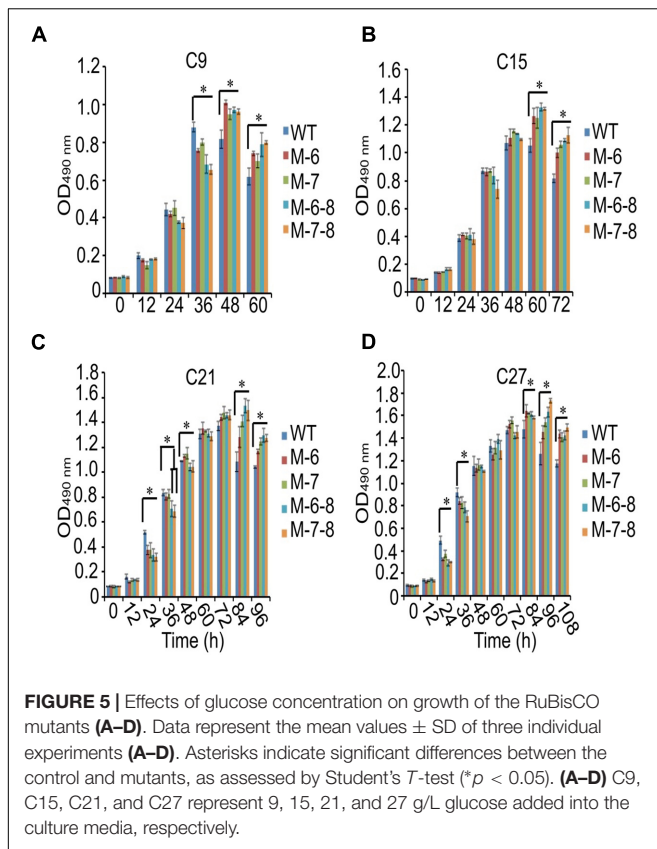 A
C9
OD490 nm
1.2
1.0
0.8
0.6
0.4
0.2
0
*
*
*
WT
M-6
M-7
M-6-8
M-7-8
0 12 24 36 48 60
B
C15
OD490 nm
1.6
1.4
1.2
1.0
0.8
0.6
0.4
0.2
0
*
*
WT
M-6
M-7
M-6-8
M-7-8
0 12 24 36 48 60 72
C
C21
OD490 nm
1.8
1.6
1.4
1.2
1.0
0.8
0.6
0.4
0.2
0
*
*
*
*
*
WT
M-6
M-7
M-6-8
M-7-8
0 12 24 36 48 60 72 84 96
Time (h)
D
C27
OD490 nm
2.0
1.8
1.6
1.4
1.2
1.0
0.8
0.6
0.4
0.2
0
*
*
*
*
*
WT
M-6
M-7
M-6-8
M-7-8
0 12 24 36 48 60 72 84 96 108
Time (h)
FIGURE 5 | Effects of glucose concentration on growth of the RuBisCO
mutants (A–D). Data represent the mean values ± SD of three individual
experiments (A–D). Asterisks indicate significant differences between the
control and mutants, as assessed by Student's T-test (*p < 0.05). (A–D) C9,
C15, C21, and C27 represent 9, 15, 21, and 27 g/L glucose added into the
culture media, respectively.